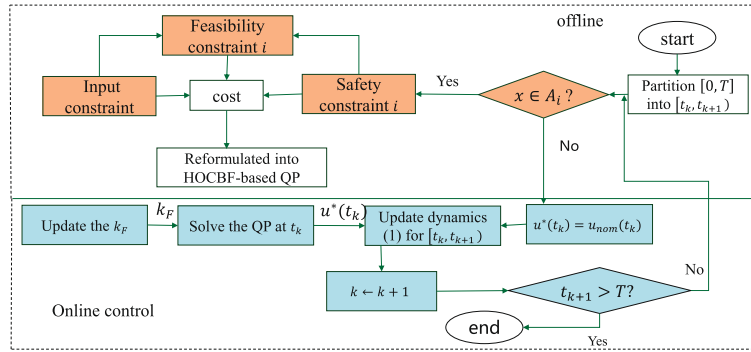 offline
start
Feasibility
constraint i
Input
constraint
cost
Safety
constraint i
Yes
x ∈ A_i ?
Partition [0, T]
into [t_k, t_{k+1})
No
Reformulated into
HOCBF-based QP
Update the k_F
k_F
Solve the QP at t_k
u*(t_k)
Update dynamics
(1) for [t_k, t_{k+1})
u*(t_k) = u_{nom}(t_k)
No
k ← k + 1
t_{k+1} > T?
Online control
end
Yes